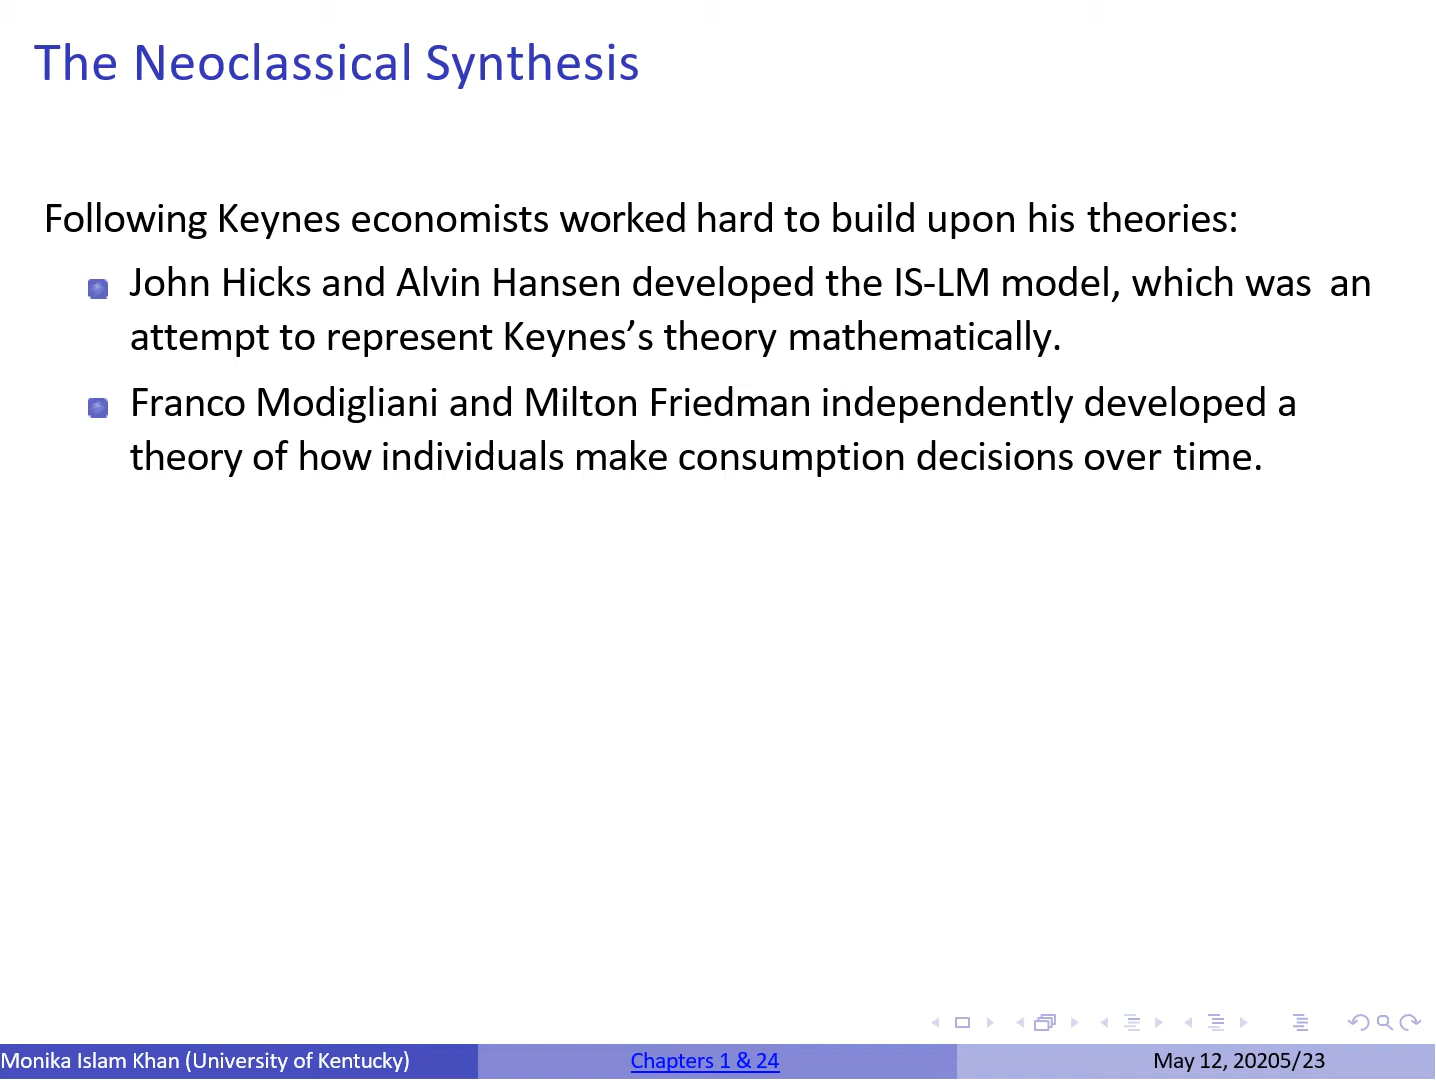 The Neoclassical Synthesis
Following Keynes economists worked hard to build upon his theories:
John Hicks and Alvin Hansen developed the IS-LM model, which was an
attempt to represent Keynes’s theory mathematically.
Franco Modigliani and Milton Friedman independently developed a
theory of how individuals make consumption decisions over time.
Monika Islam Khan (University of Kentucky)
Chapters 1 & 24
May 12, 20205/23